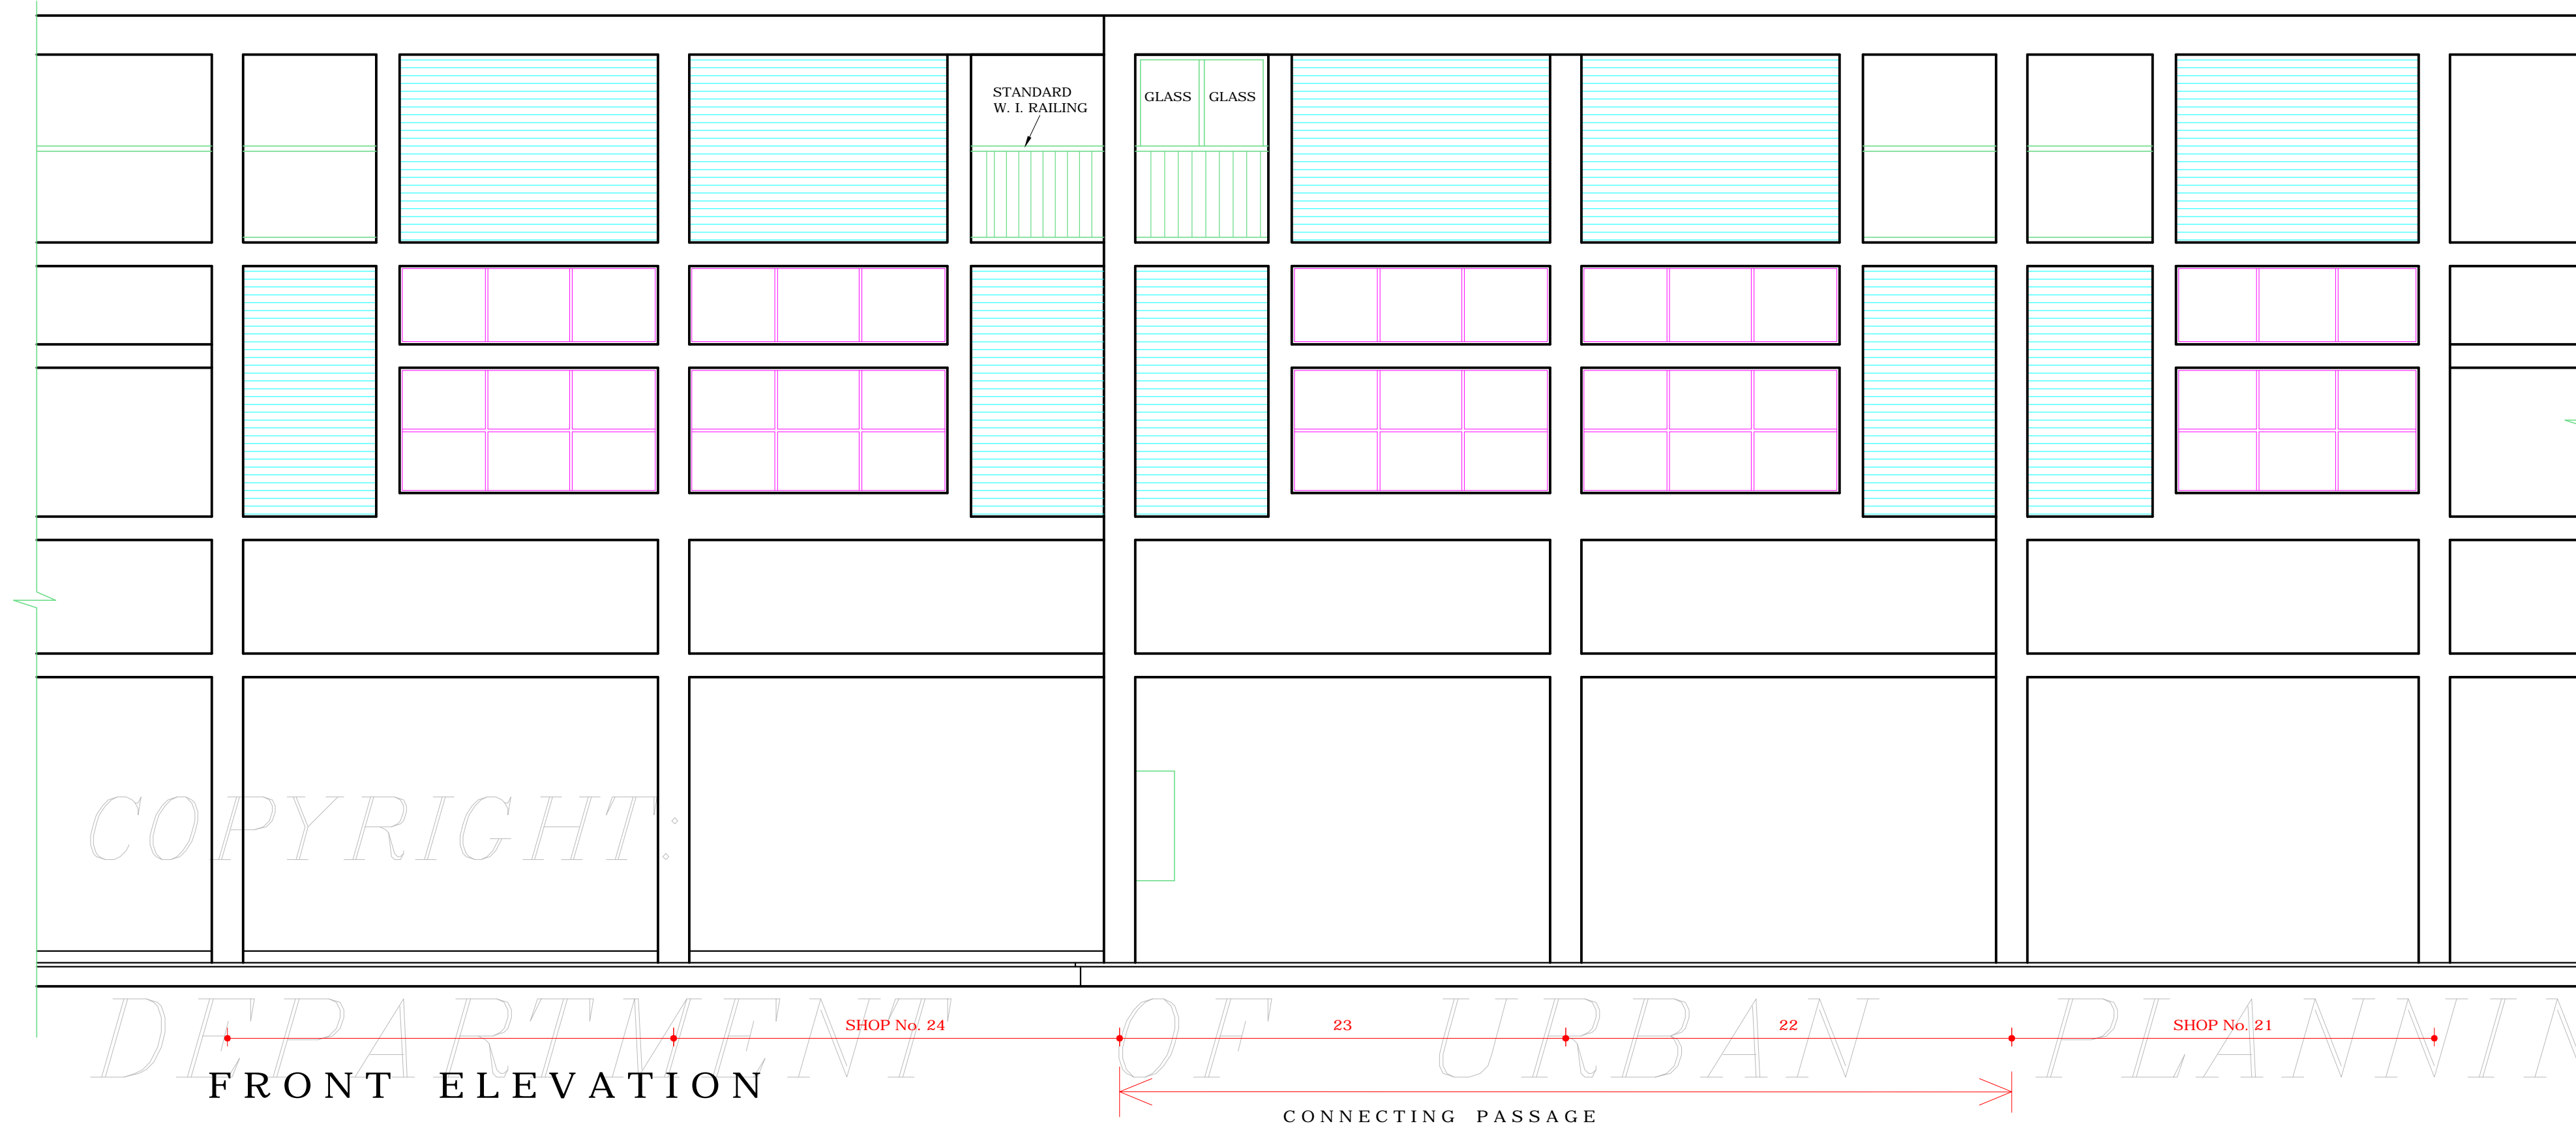 STANDARD
W. I. RAILING
GLASS GLASS
COPYRIGHT:
DEPARTMENT OF URBAN PLANNIN
SHOP No. 24 23 22 SHOP No. 21
FRONT ELEVATION
CONNECTING PASSAGE